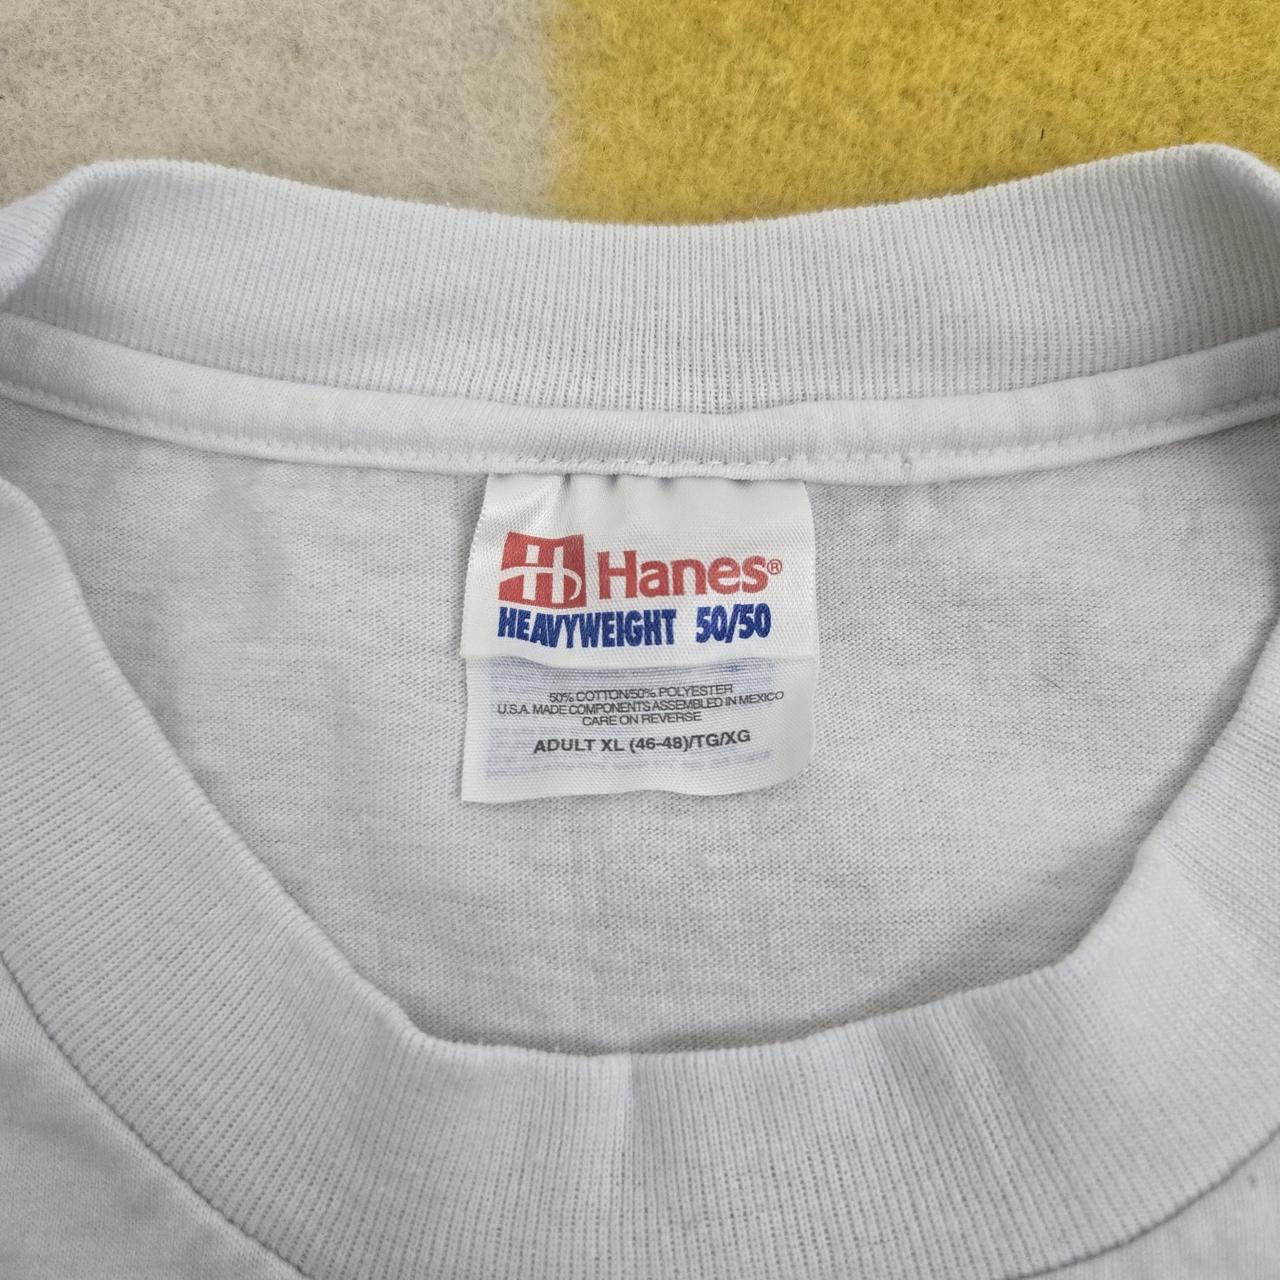 H Hanes®
HEAVYWEIGHT 50/50
50% COTTON/50% POLYESTER
U.S.A. MADE COMPONENTS ASSEMBLED IN MEXICO
CARE ON REVERSE
ADULT XL (46-48)/TG/XG